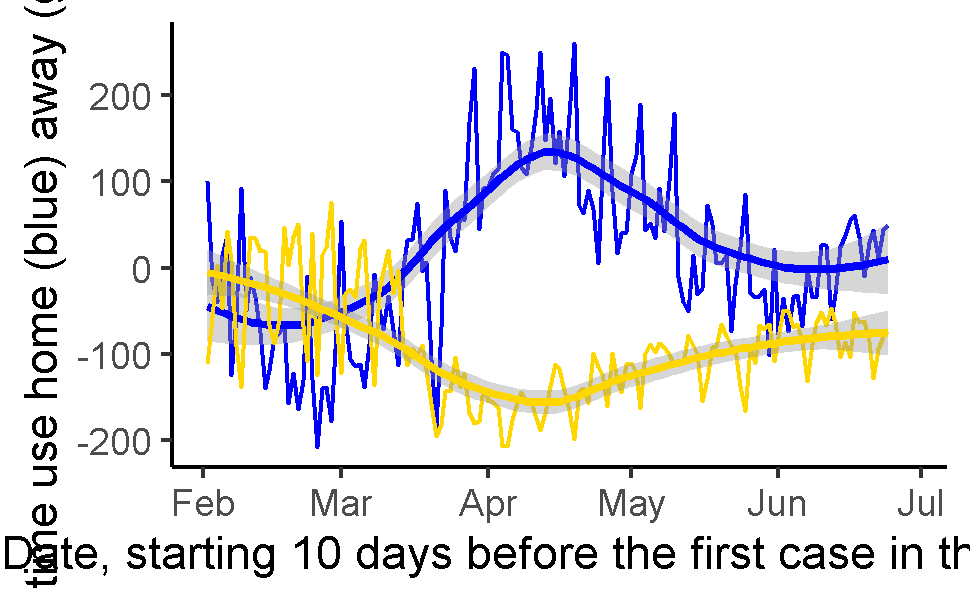 time use home (blue) away (
200
100
0
-100
-200
Feb Mar Apr May Jun Jul
Date, starting 10 days before the first case in th